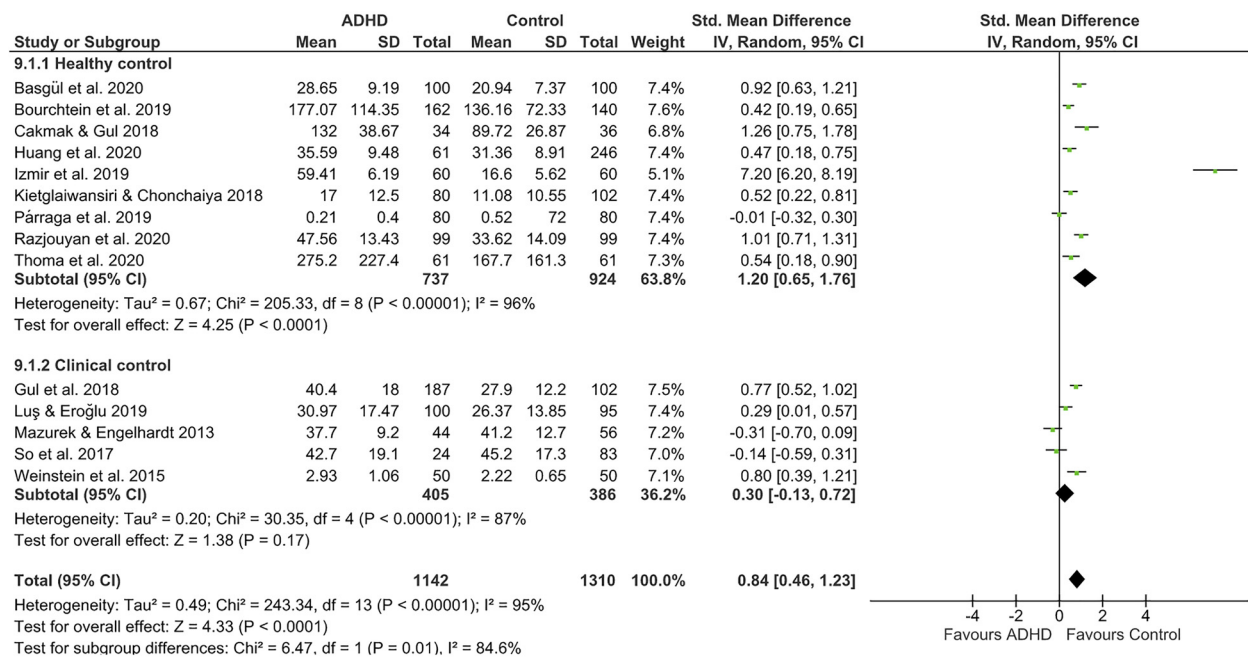 ADHD Control Std. Mean Difference Std. Mean Difference
Study or Subgroup Mean SD Total Mean SD Total Weight IV, Random, 95% CI IV, Random, 95% CI
9.1.1 Healthy control
Basgül et al. 2020 28.65 9.19 100 20.94 7.37 100 7.4% 0.92 [0.63, 1.21]
Bourchtein et al. 2019 177.07 114.35 162 136.16 72.33 140 7.6% 0.42 [0.19, 0.65]
Cakmak & Gul 2018 132 38.67 34 89.72 26.87 36 6.8% 1.26 [0.75, 1.78]
Huang et al. 2020 35.59 9.48 61 31.36 8.91 246 7.4% 0.47 [0.18, 0.75]
Izmir et al. 2019 59.41 6.19 60 16.6 5.62 60 5.1% 7.20 [6.20, 8.19]
Kietglaiwansiri & Chonchaiya 2018 17 12.5 80 11.08 10.55 102 7.4% 0.52 [0.22, 0.81]
Párraga et al. 2019 0.21 0.4 80 0.52 72 80 7.4% -0.01 [-0.32, 0.30]
Razjouyan et al. 2020 47.56 13.43 99 33.62 14.09 99 7.4% 1.01 [0.71, 1.31]
Thoma et al. 2020 275.2 227.4 61 167.7 161.3 61 7.3% 0.54 [0.18, 0.90]
Subtotal (95% CI) 737 924 63.8% 1.20 [0.65, 1.76]
Heterogeneity: Tau² = 0.67; Chi² = 205.33, df = 8 (P < 0.00001); I² = 96%
Test for overall effect: Z = 4.25 (P < 0.0001)
9.1.2 Clinical control
Gul et al. 2018 40.4 18 187 27.9 12.2 102 7.5% 0.77 [0.52, 1.02]
Luş & Eroğlu 2019 30.97 17.47 100 26.37 13.85 95 7.4% 0.29 [0.01, 0.57]
Mazurek & Engelhardt 2013 37.7 9.2 44 41.2 12.7 56 7.2% -0.31 [-0.70, 0.09]
So et al. 2017 42.7 19.1 24 45.2 17.3 83 7.0% -0.14 [-0.59, 0.31]
Weinstein et al. 2015 2.93 1.06 50 2.22 0.65 50 7.1% 0.80 [0.39, 1.21]
Subtotal (95% CI) 405 386 36.2% 0.30 [-0.13, 0.72]
Heterogeneity: Tau² = 0.20; Chi² = 30.35, df = 4 (P < 0.00001); I² = 87%
Test for overall effect: Z = 1.38 (P = 0.17)
Total (95% CI) 1142 1310 100.0% 0.84 [0.46, 1.23]
Heterogeneity: Tau² = 0.49; Chi² = 243.34, df = 13 (P < 0.00001); I² = 95%
Test for overall effect: Z = 4.33 (P < 0.0001)
Test for subgroup differences: Chi² = 6.47, df = 1 (P = 0.01), I² = 84.6%
-4 -2 0 2 4
Favours ADHD Favours Control